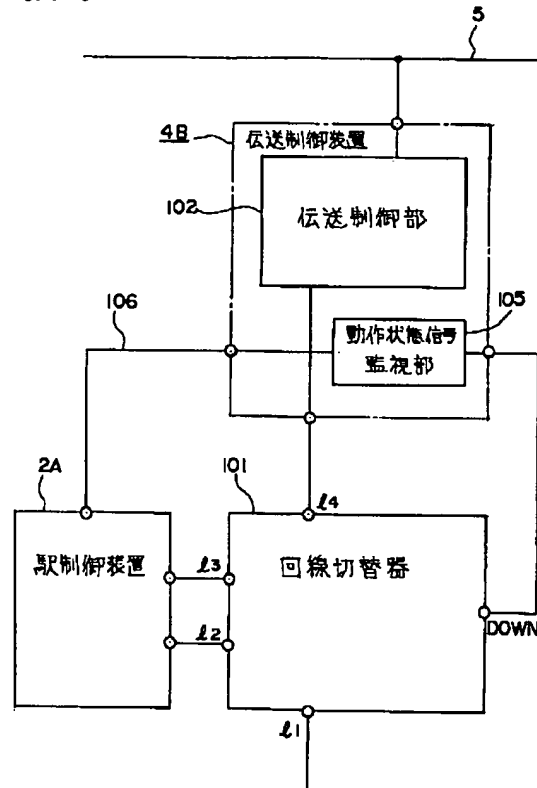 5
4B
伝送制御装置
102
伝送制御部
106
105
動作状態信号
監視部
2A
101
l4
駅制御装置
l3
回線切替器
l2
DOWN
l1